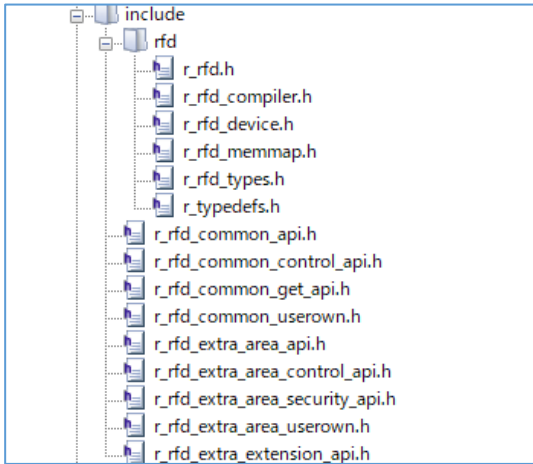 include
rfd
r_rfd.h
r_rfd_compiler.h
r_rfd_device.h
r_rfd_memmap.h
r_rfd_types.h
r_typedefs.h
r_rfd_common_api.h
r_rfd_common_control_api.h
r_rfd_common_get_api.h
r_rfd_common_userown.h
r_rfd_extra_area_api.h
r_rfd_extra_area_control_api.h
r_rfd_extra_area_security_api.h
r_rfd_extra_area_userown.h
r_rfd_extra_extension_api.h